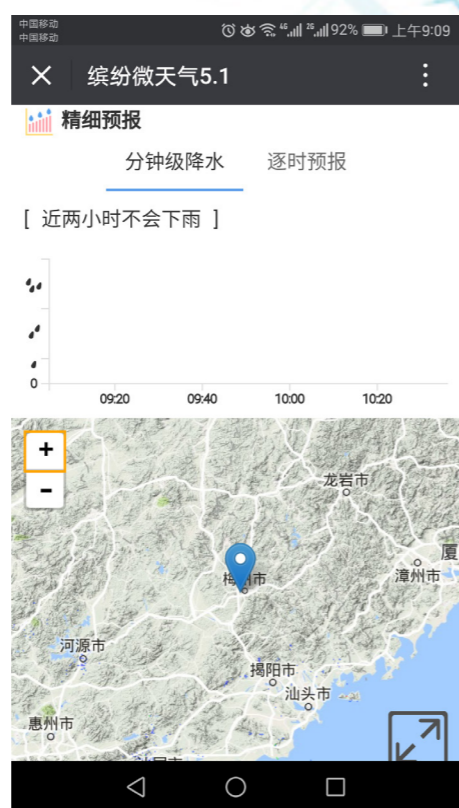 中国移动
中国移动
46 26 92% 上午9:09
缤纷微天气5.1
精细预报
分钟级降水 逐时预报
[ 近两小时不会下雨 ]
0
09:20 09:40 10:00 10:20
+
-
龙岩市
厦
漳州市
河源市
揭阳市
汕头市
惠州市